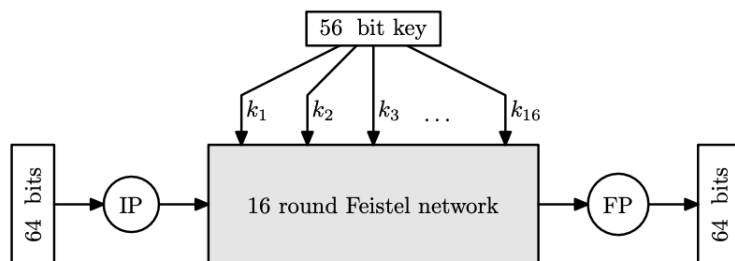 56 bit key
k1 k2 k3 ... k16
64 bits
IP
16 round Feistel network
FP
64 bits